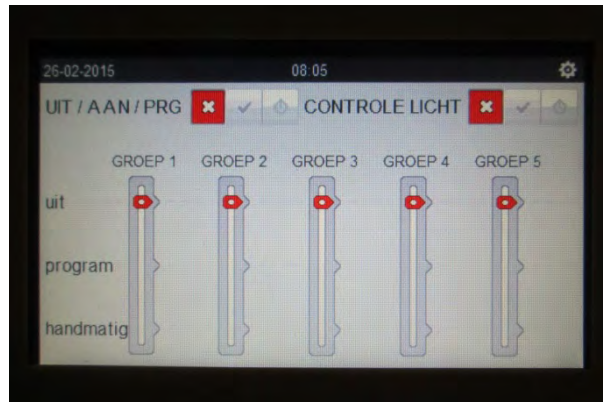 26-02-2015 08:05
UIT / AAN / PRG CONTROLE LICHT
GROEP 1 GROEP 2 GROEP 3 GROEP 4 GROEP 5
uit
program
handmatig